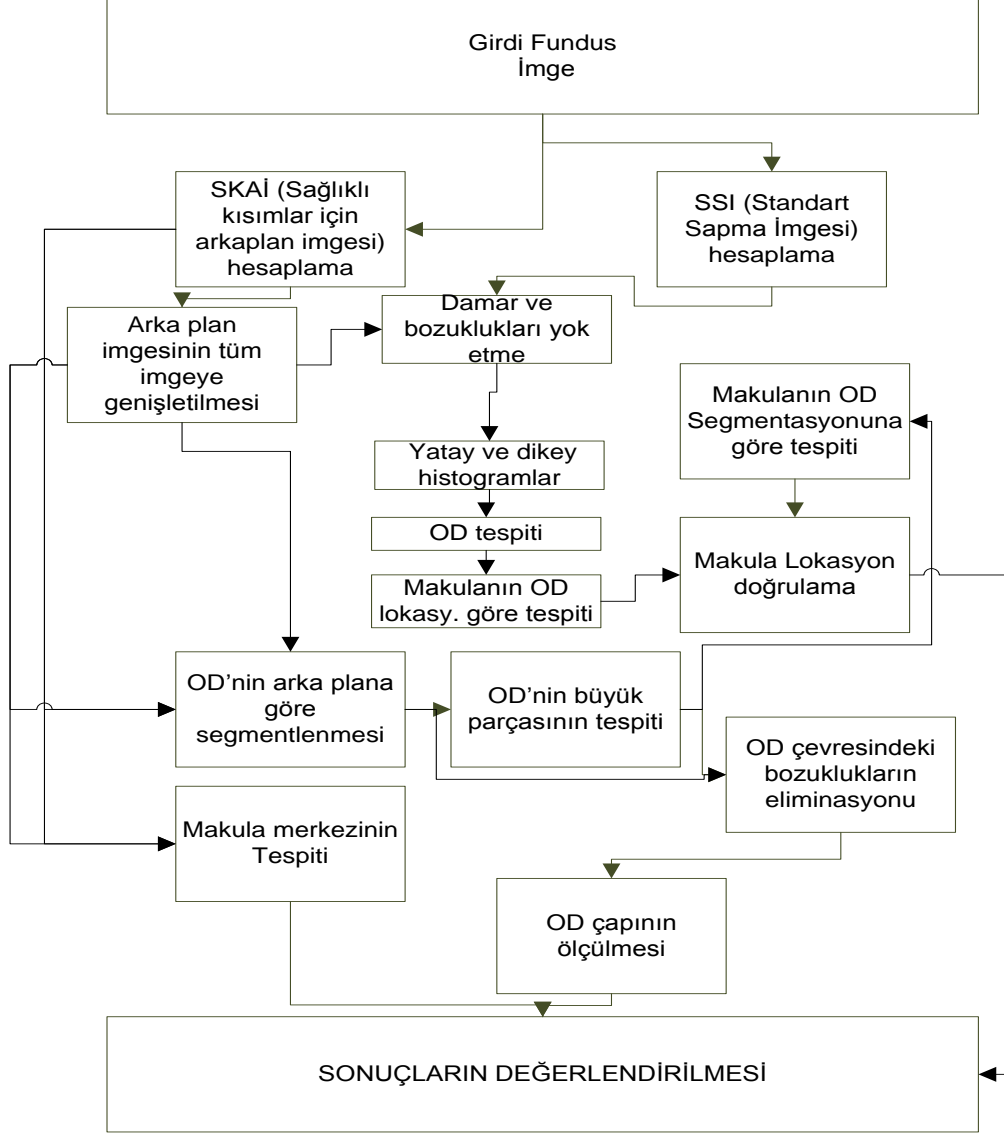 Girdi Fundus
İmge
SKAİ (Sağlıklı
kısımlar için
arkaplan imgesi)
hesaplama
SSI (Standart
Sapma İmgesi)
hesaplama
Arka plan
imgesinin tüm
imgeye
genişletilmesi
Damar ve
bozuklukları yok
etme
Makulanın OD
Segmentasyonuna
göre tespiti
Yatay ve dikey
histogramlar
OD tespiti
Makulanın OD
lokasy. göre tespiti
Makula Lokasyon
doğrulama
OD’nin arka plana
göre
segmentlenmesi
OD’nin büyük
parçasının tespiti
OD çevresindeki
bozuklukların
eliminasyonu
Makula merkezinin
Tespiti
OD çapının
ölçülmesi
SONUÇLARIN DEĞERLENDİRİLMESİ